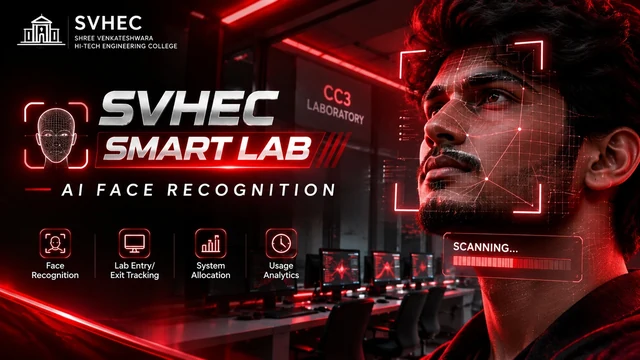 SVHEC
SHREE VENKATESHWARA
HI-TECH ENGINEERING COLLEGE
CC3
LABORATORY
SVHEC
SMART LAB
AI FACE RECOGNITION
Face
Recognition
Lab Entry/
Exit Tracking
System
Allocation
Usage
Analytics
SCANNING...